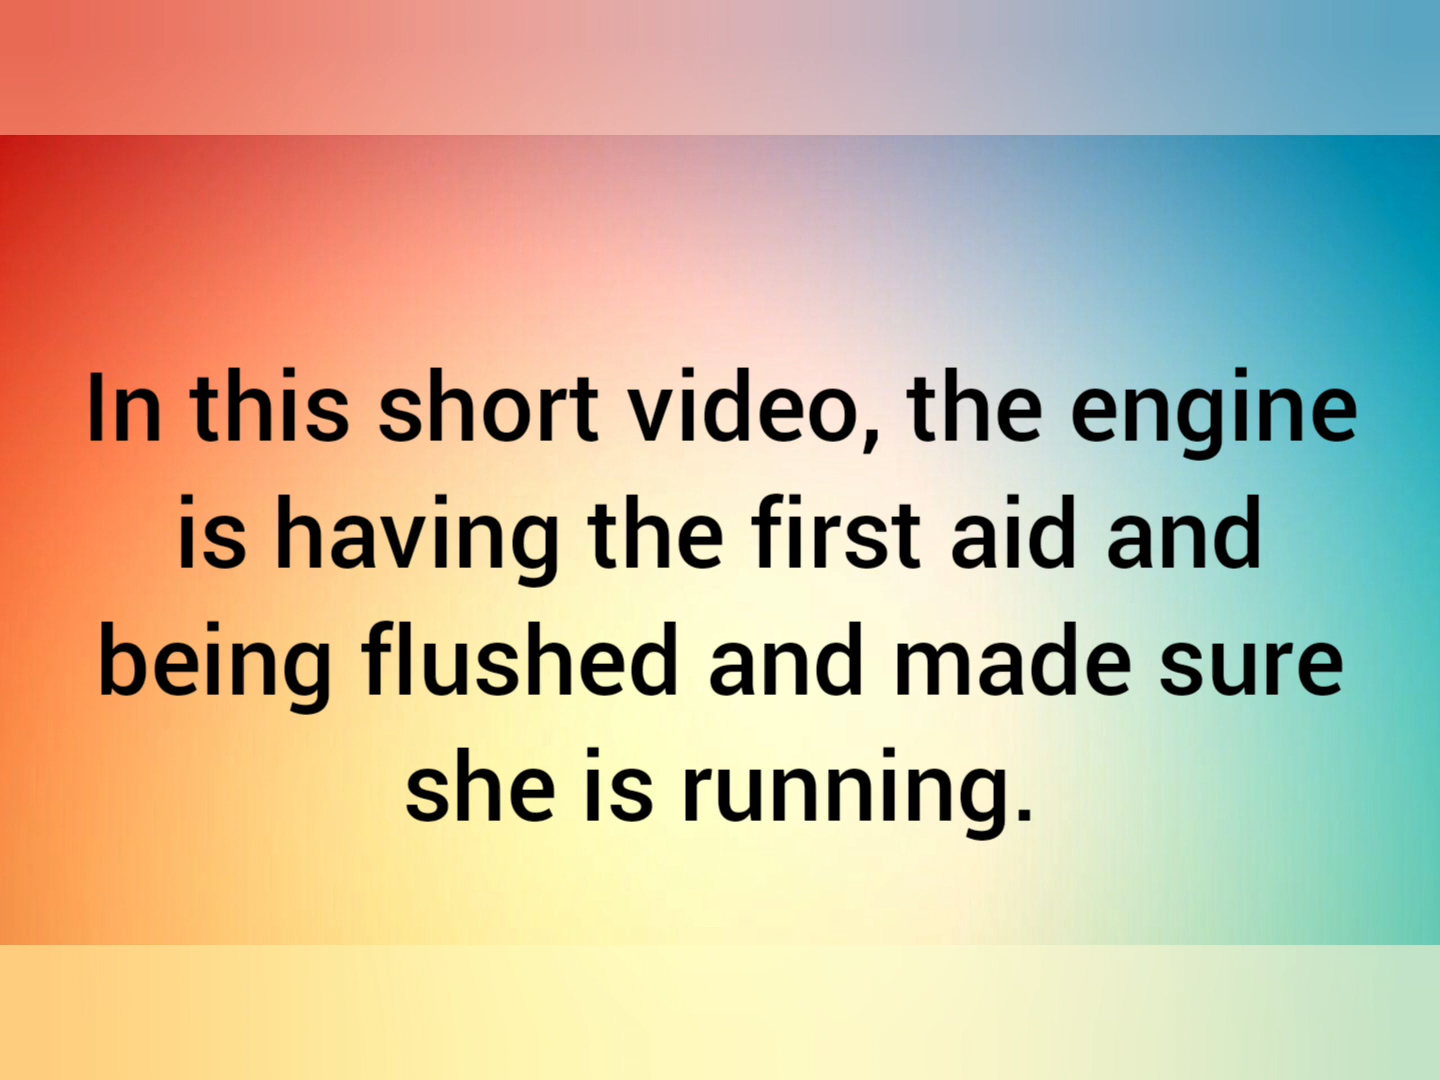 In this short video, the engine
is having the first aid and
being flushed and made sure
she is running.